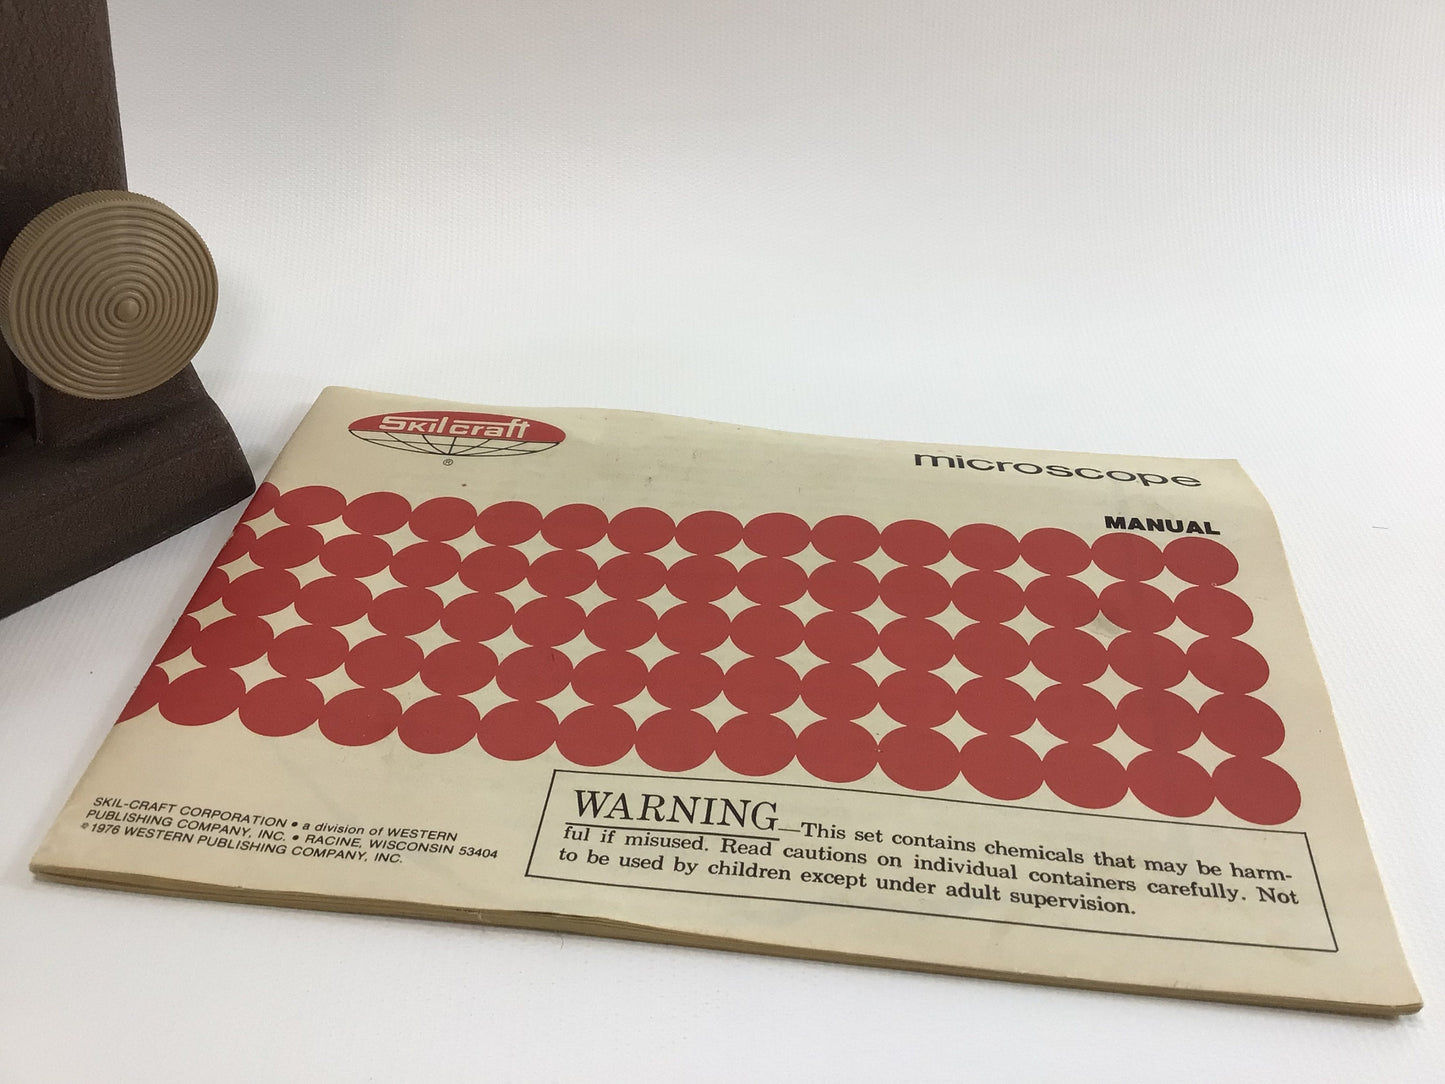 Skilcraft
®
microscope
MANUAL
SKIL-CRAFT CORPORATION • a division of WESTERN
PUBLISHING COMPANY, INC. • RACINE, WISCONSIN 53404
© 1976 WESTERN PUBLISHING COMPANY, INC.
WARNING—This set contains chemicals that may be harm-
ful if misused. Read cautions on individual containers carefully. Not
to be used by children except under adult supervision.